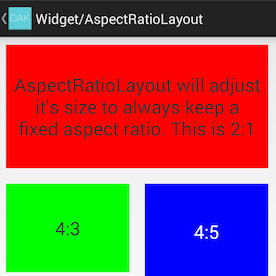 OAK Widget/AspectRatioLayout
AspectRatioLayout will adjust
it's size to always keep a
fixed aspect ratio. This is 2:1
4:3
4:5